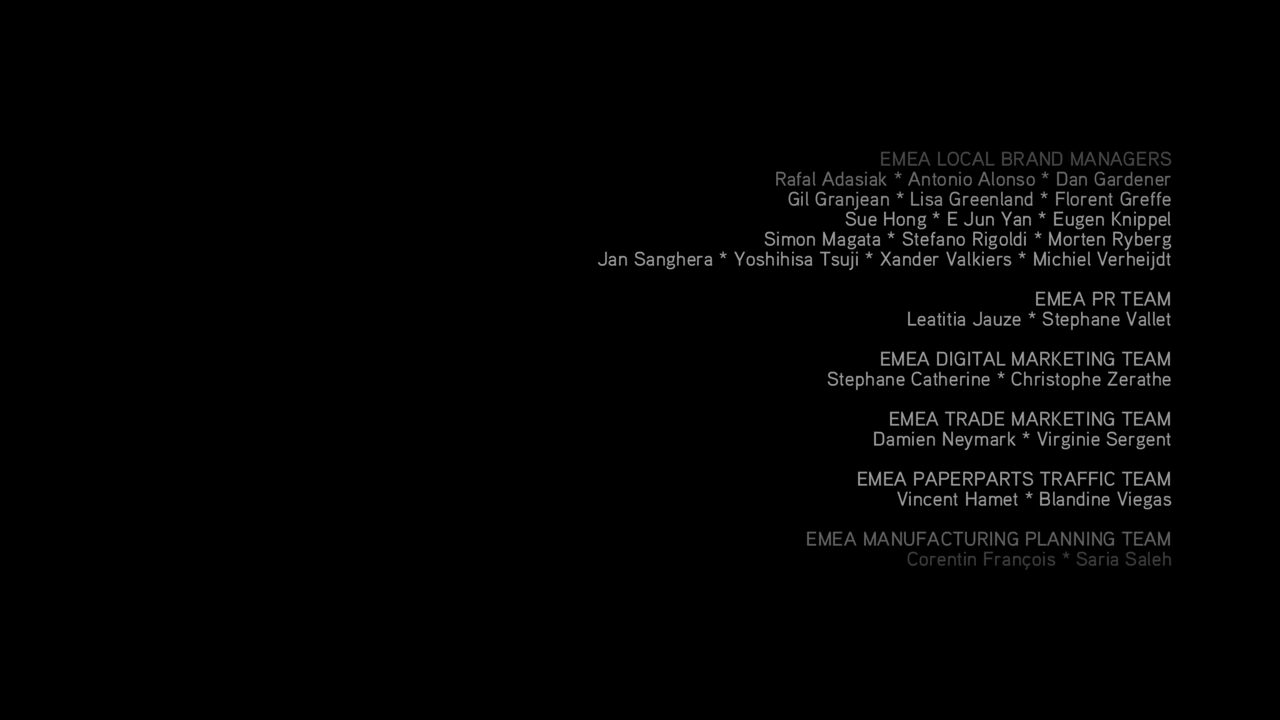 EMEA LOCAL BRAND MANAGERS
Rafal Adasiak * Antonio Alonso * Dan Gardener
Gil Granjean * Lisa Greenland * Florent Greffe
Sue Hong * E Jun Yan * Eugen Knippel
Simon Magata * Stefano Rigoldi * Morten Ryberg
Jan Sanghera * Yoshihisa Tsuji * Xander Valkiers * Michiel Verheijdt
EMEA PR TEAM
Leatitia Jauze * Stephane Vallet
EMEA DIGITAL MARKETING TEAM
Stephane Catherine * Christophe Zerathe
EMEA TRADE MARKETING TEAM
Damien Neymark * Virginie Sergent
EMEA PAPERPARTS TRAFFIC TEAM
Vincent Hamet * Blandine Viegas
EMEA MANUFACTURING PLANNING TEAM
Corentin François * Saria Saleh